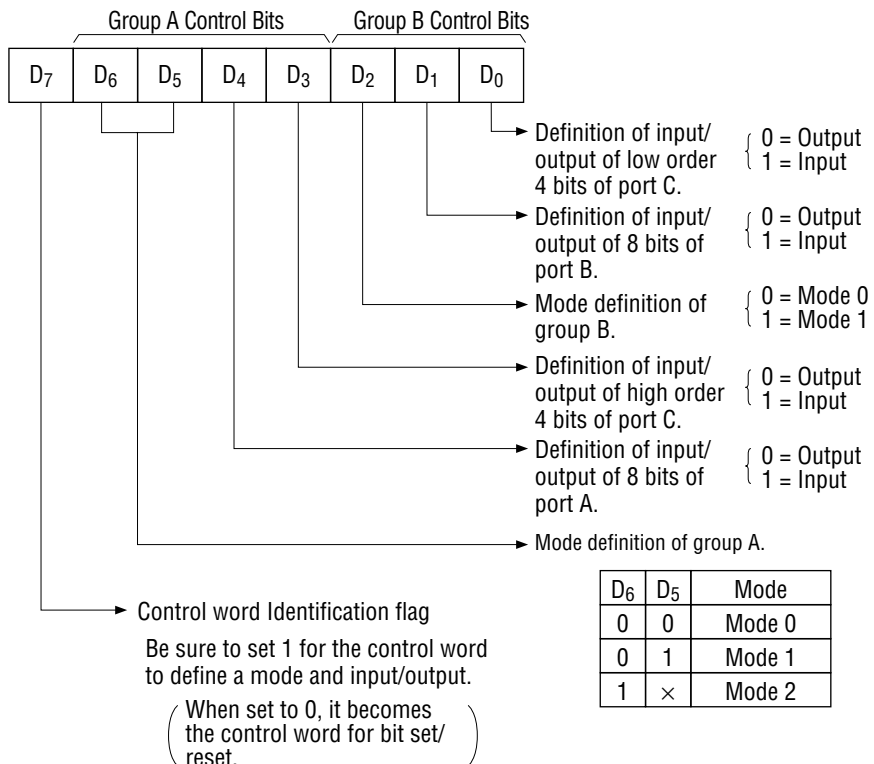 Group A Control Bits Group B Control Bits
D7 D6 D5 D4 D3 D2 D1 D0
Definition of input/
output of low order
4 bits of port C.
0 = Output
1 = Input
Definition of input/
output of 8 bits of
port B.
0 = Output
1 = Input
Mode definition of
group B.
0 = Mode 0
1 = Mode 1
Definition of input/
output of high order
4 bits of port C.
0 = Output
1 = Input
Definition of input/
output of 8 bits of
port A.
0 = Output
1 = Input
Mode definition of group A.
D6 D5 Mode
0 0 Mode 0
0 1 Mode 1
1 × Mode 2
Control word Identification flag
Be sure to set 1 for the control word
to define a mode and input/output.
When set to 0, it becomes
the control word for bit set/
reset.